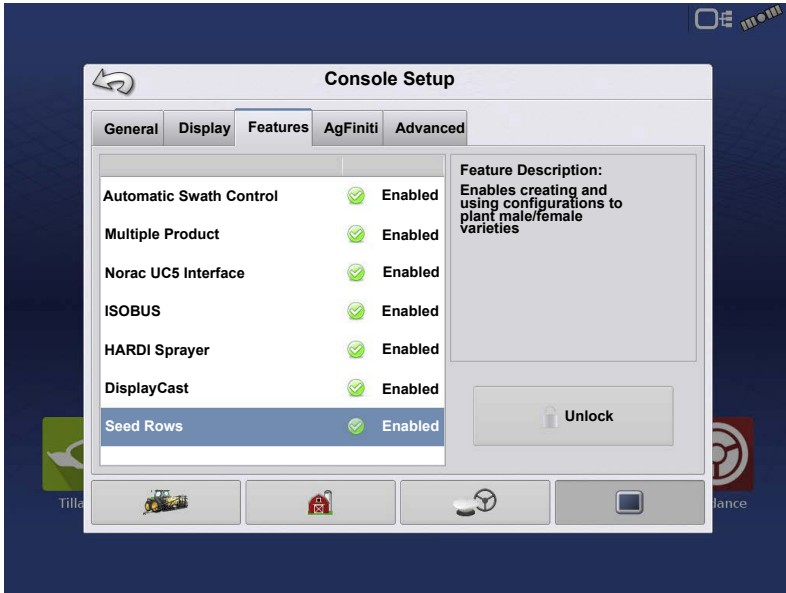 Console Setup
General Display Features AgFiniti Advanced
Automatic Swath Control Enabled
Multiple Product Enabled
Norac UC5 Interface Enabled
ISOBUS Enabled
HARDI Sprayer Enabled
DisplayCast Enabled
Seed Rows Enabled
Feature Description:
Enables creating and
using configurations to
plant male/female
varieties
Unlock
Tilla
dance